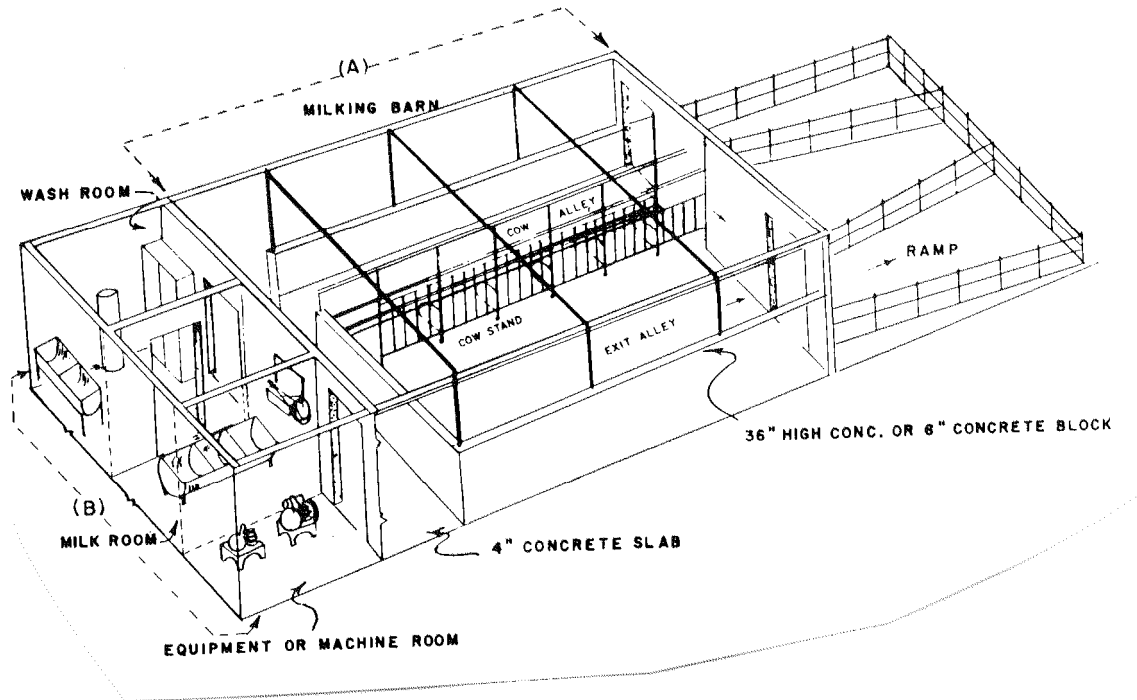 (A)
MILKING BARN
WASH ROOM
COW ALLEY
RAMP
COW STAND
EXIT ALLEY
36" HIGH CONC. OR 6" CONCRETE BLOCK
(B)
MILK ROOM
4" CONCRETE SLAB
EQUIPMENT OR MACHINE ROOM